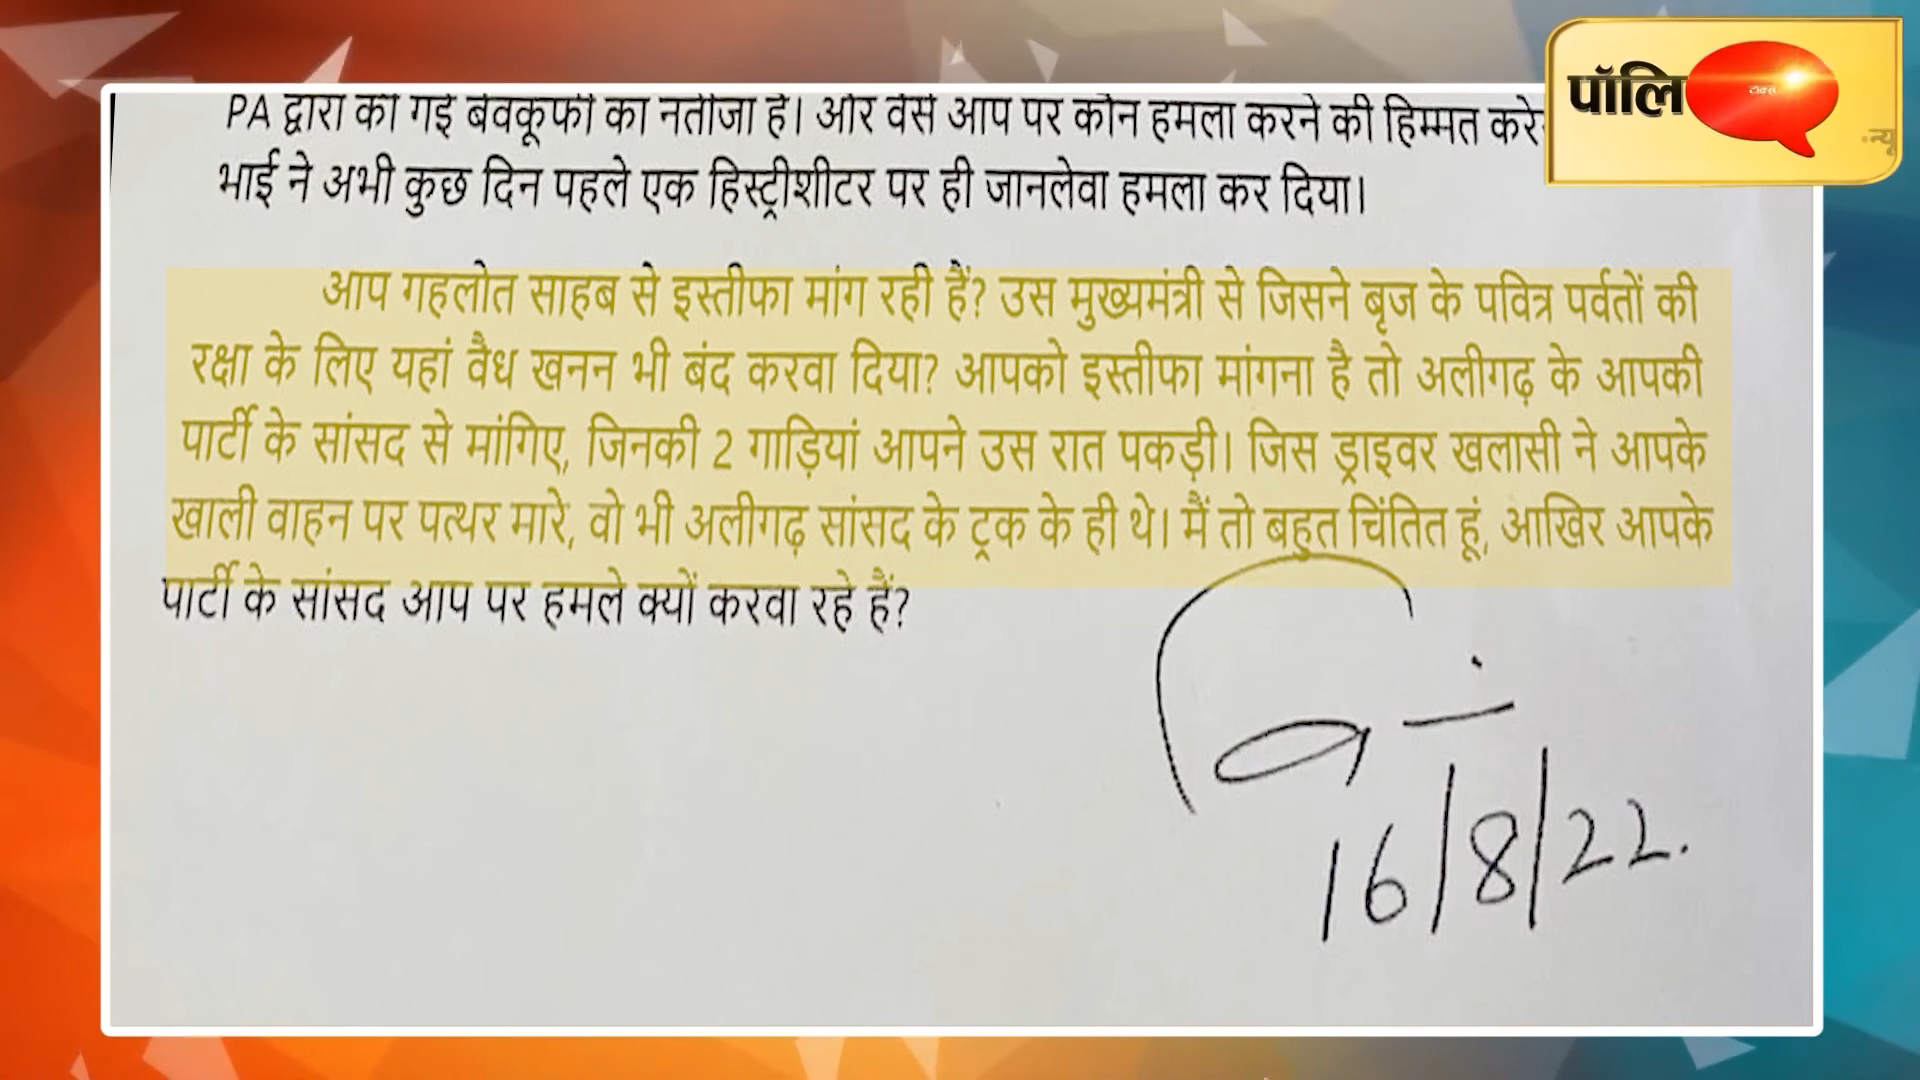 पॉलि
टॉक्स
PA द्वारा की गई बेवकूफी का नतीजा है। और वैसे आप पर कौन हमला करने की हिम्मत करे
भाई ने अभी कुछ दिन पहले एक हिस्ट्रीशीटर पर ही जानलेवा हमला कर दिया।
आप गहलोत साहब से इस्तीफा मांग रही हैं? उस मुख्यमंत्री से जिसने बृज के पवित्र पर्वतों की
रक्षा के लिए यहां वैध खनन भी बंद करवा दिया? आपको इस्तीफा मांगना है तो अलीगढ़ के आपकी
पार्टी के सांसद से मांगिए, जिनकी 2 गाड़ियां आपने उस रात पकड़ी। जिस ड्राइवर खलासी ने आपके
खाली वाहन पर पत्थर मारे, वो भी अलीगढ़ सांसद के ट्रक के ही थे। मैं तो बहुत चिंतित हूं, आखिर आपके
पार्टी के सांसद आप पर हमले क्यों करवा रहे हैं?
16/8/22.